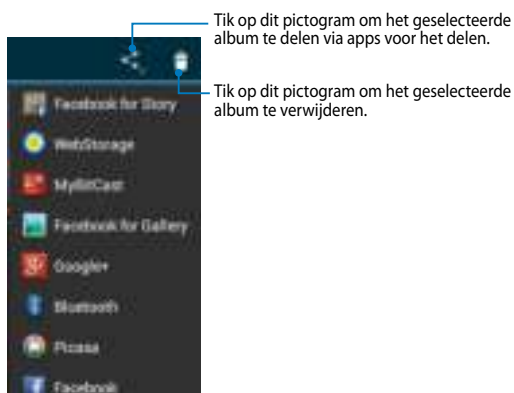 Tik op dit pictogram om het geselecteerde
album te delen via apps voor het delen.
Tik op dit pictogram om het geselecteerde
album te verwijderen.
Facebook for Story
WebStorage
MyBitCast
Facebook for Gallery
Google+
Bluetooth
Picasa
Facebook